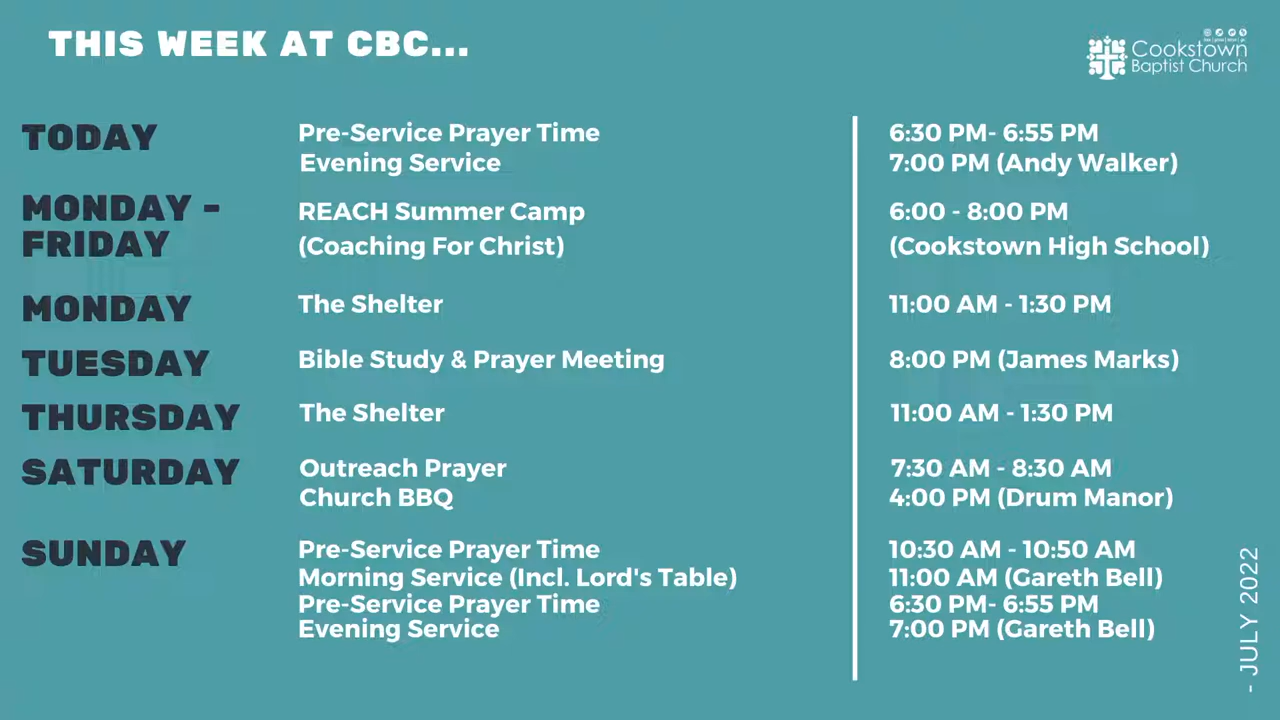 THIS WEEK AT CBC...
Cookstown
Baptist Church
TODAY
Pre-Service Prayer Time
6:30 PM- 6:55 PM
Evening Service
7:00 PM (Andy Walker)
MONDAY -
FRIDAY
REACH Summer Camp
6:00 - 8:00 PM
(Coaching For Christ)
(Cookstown High School)
MONDAY
The Shelter
11:00 AM - 1:30 PM
TUESDAY
Bible Study & Prayer Meeting
8:00 PM (James Marks)
THURSDAY
The Shelter
11:00 AM - 1:30 PM
SATURDAY
Outreach Prayer
7:30 AM - 8:30 AM
Church BBQ
4:00 PM (Drum Manor)
SUNDAY
Pre-Service Prayer Time
10:30 AM - 10:50 AM
Morning Service (Incl. Lord's Table)
11:00 AM (Gareth Bell)
Pre-Service Prayer Time
6:30 PM- 6:55 PM
Evening Service
7:00 PM (Gareth Bell)
- JULY 2022